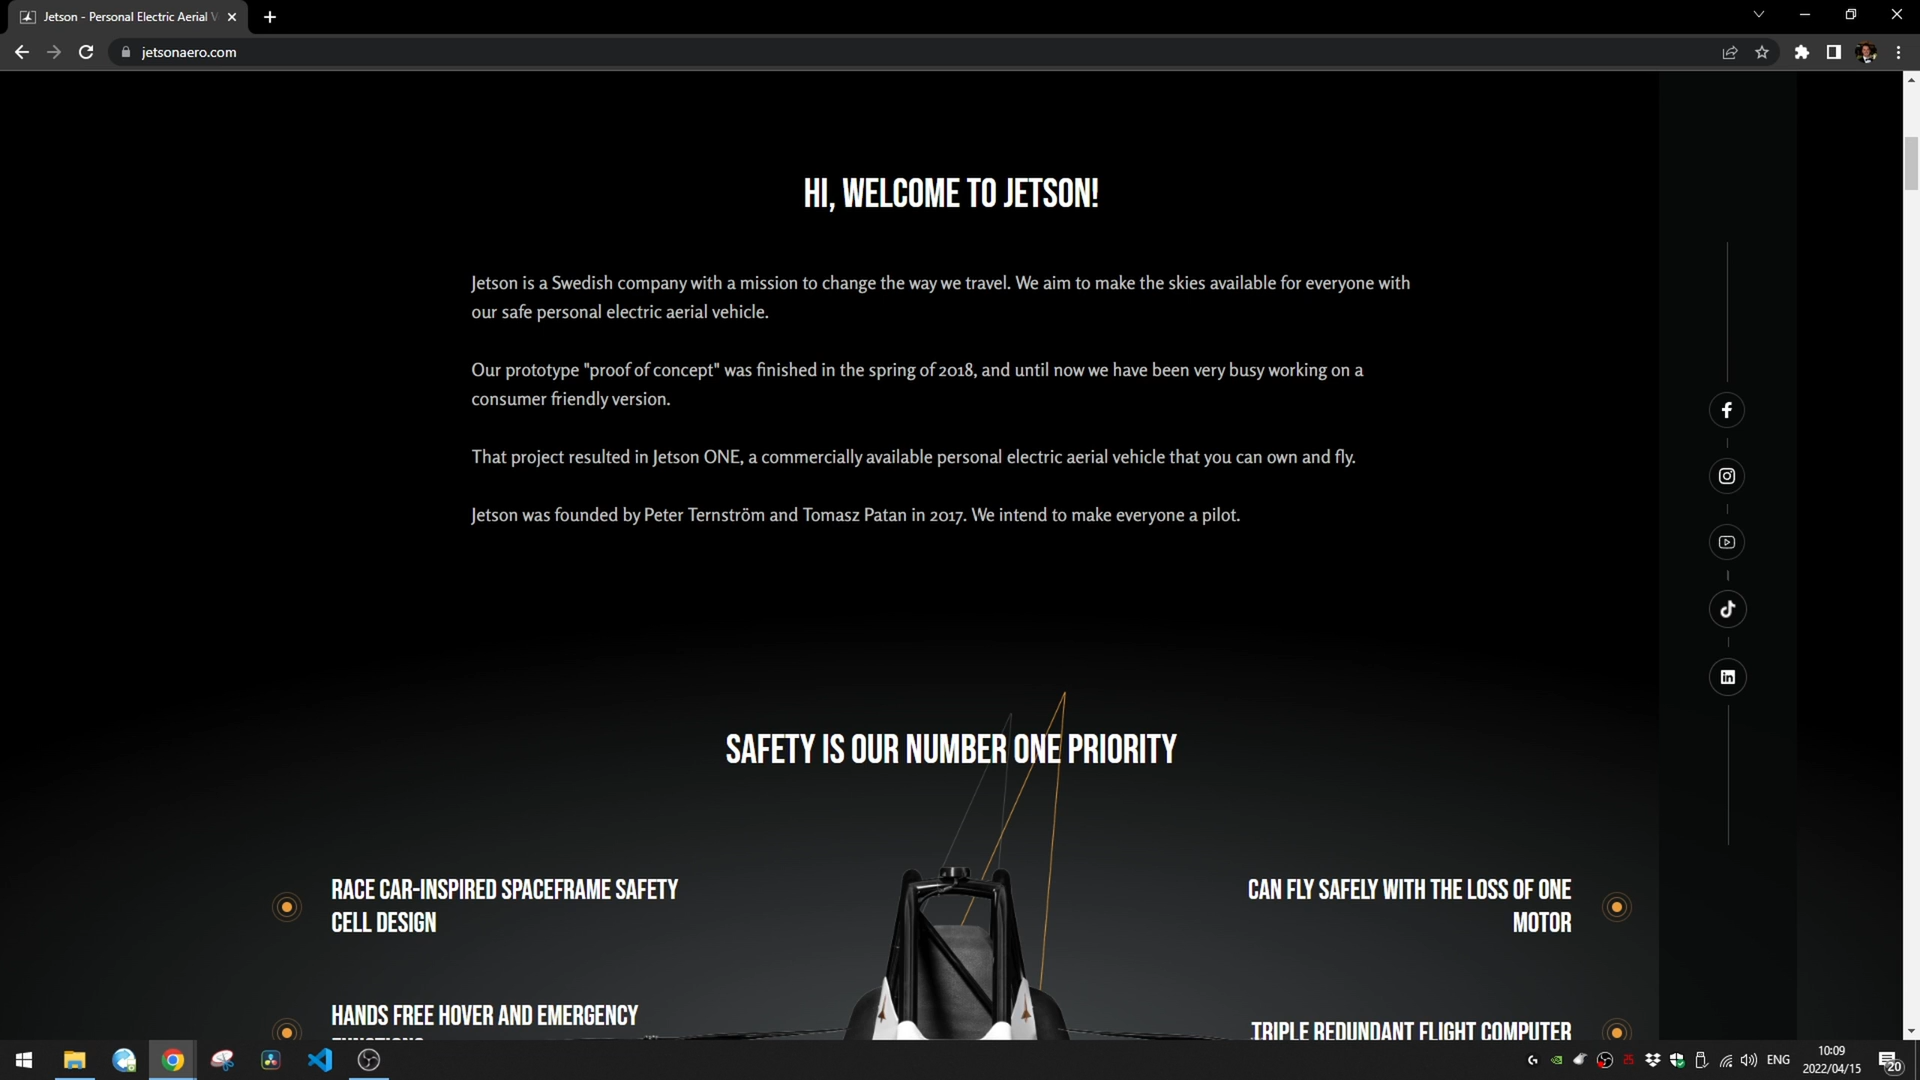 Jetson - Personal Electric Aerial V
jetsonaero.com
HI, WELCOME TO JETSON!
Jetson is a Swedish company with a mission to change the way we travel. We aim to make the skies available for everyone with
our safe personal electric aerial vehicle.
Our prototype "proof of concept" was finished in the spring of 2018, and until now we have been very busy working on a
consumer friendly version.
That project resulted in Jetson ONE, a commercially available personal electric aerial vehicle that you can own and fly.
Jetson was founded by Peter Ternström and Tomasz Patan in 2017. We intend to make everyone a pilot.
SAFETY IS OUR NUMBER ONE PRIORITY
RACE CAR-INSPIRED SPACEFRAME SAFETY
CELL DESIGN
CAN FLY SAFELY WITH THE LOSS OF ONE
MOTOR
HANDS FREE HOVER AND EMERGENCY
FUNCTIONS
TRIPLE REDUNDANT FLIGHT COMPUTER
ENG
10:09
2022/04/15
20